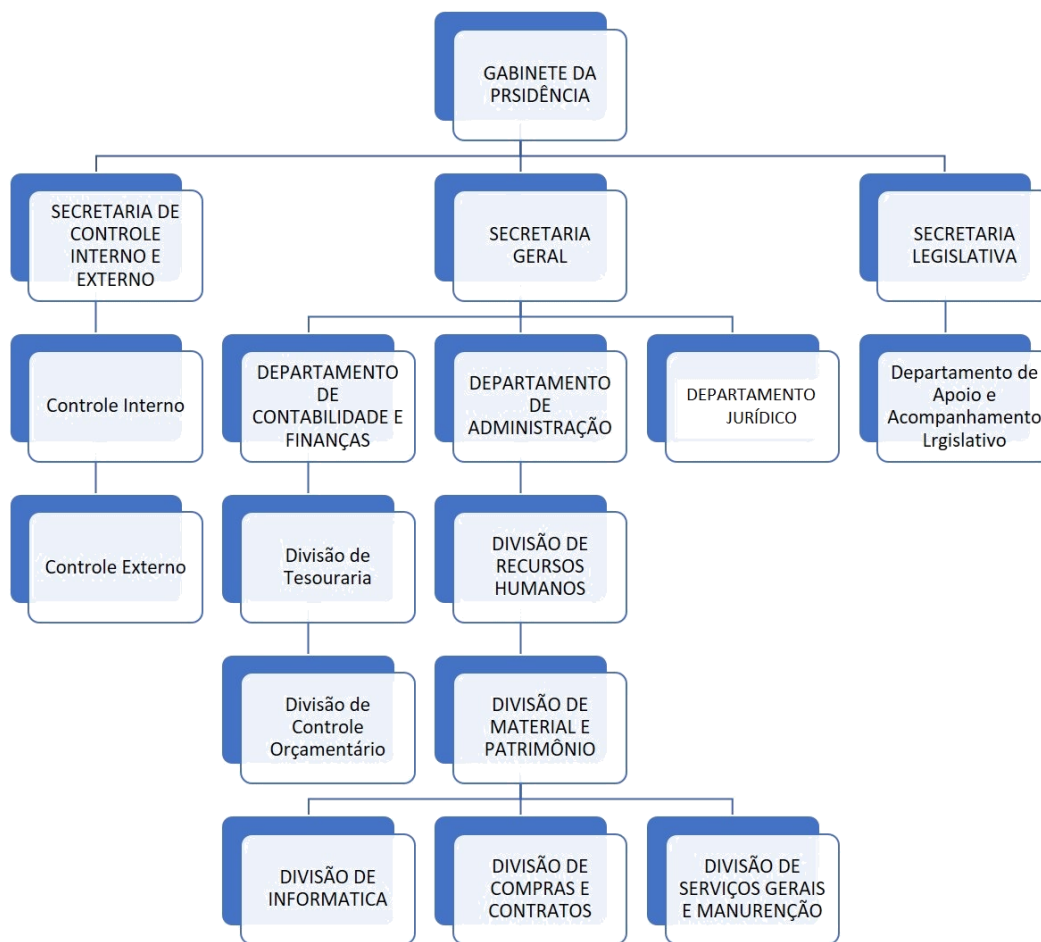 GABINETE DA
PRSIDÊNCIA
SECRETARIA DE
CONTROLE
INTERNO E
EXTERNO
SECRETARIA
GERAL
SECRETARIA
LEGISLATIVA
Controle Interno
DEPARTAMENTO
DE
CONTABILIDADE E
FINANÇAS
DEPARTAMENTO
DE
ADMINISTRAÇÃO
DEPARTAMENTO
JURÍDICO
Departamento de
Apoio e
Acompanhamento
Lrgislativo
Controle Externo
Divisão de
Tesouraria
DIVISÃO DE
RECURSOS
HUMANOS
Divisão de
Controle
Orçamentário
DIVISÃO DE
MATERIAL E
PATRIMÔNIO
DIVISÃO DE
INFORMATICA
DIVISÃO DE
COMPRAS E
CONTRATOS
DIVISÃO DE
SERVIÇOS GERAIS
E MANURENÇÃO